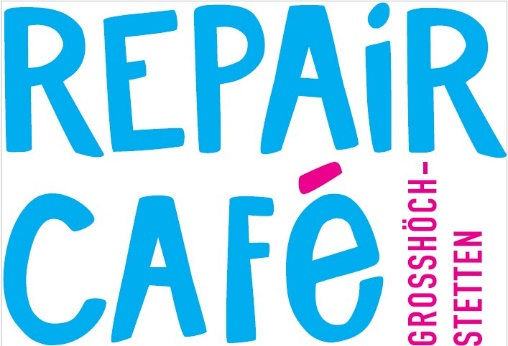 REPAiR
CAFé
GROSSHÖCH-
STETTEN